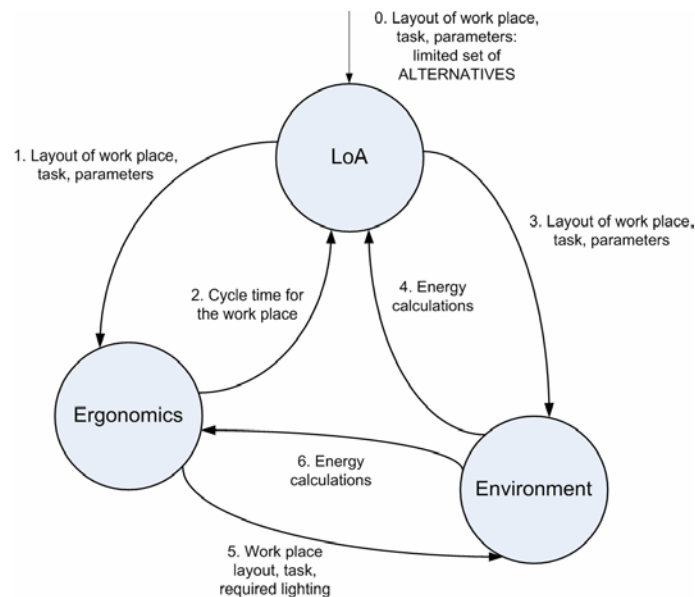 0. Layout of work place,
task, parameters:
limited set of
ALTERNATIVES
LoA
1. Layout of work place,
task, parameters
3. Layout of work place,
task, parameters
2. Cycle time for
the work place
4. Energy
calculations
Ergonomics
6. Energy
calculations
Environment
5. Work place
layout, task,
required lighting